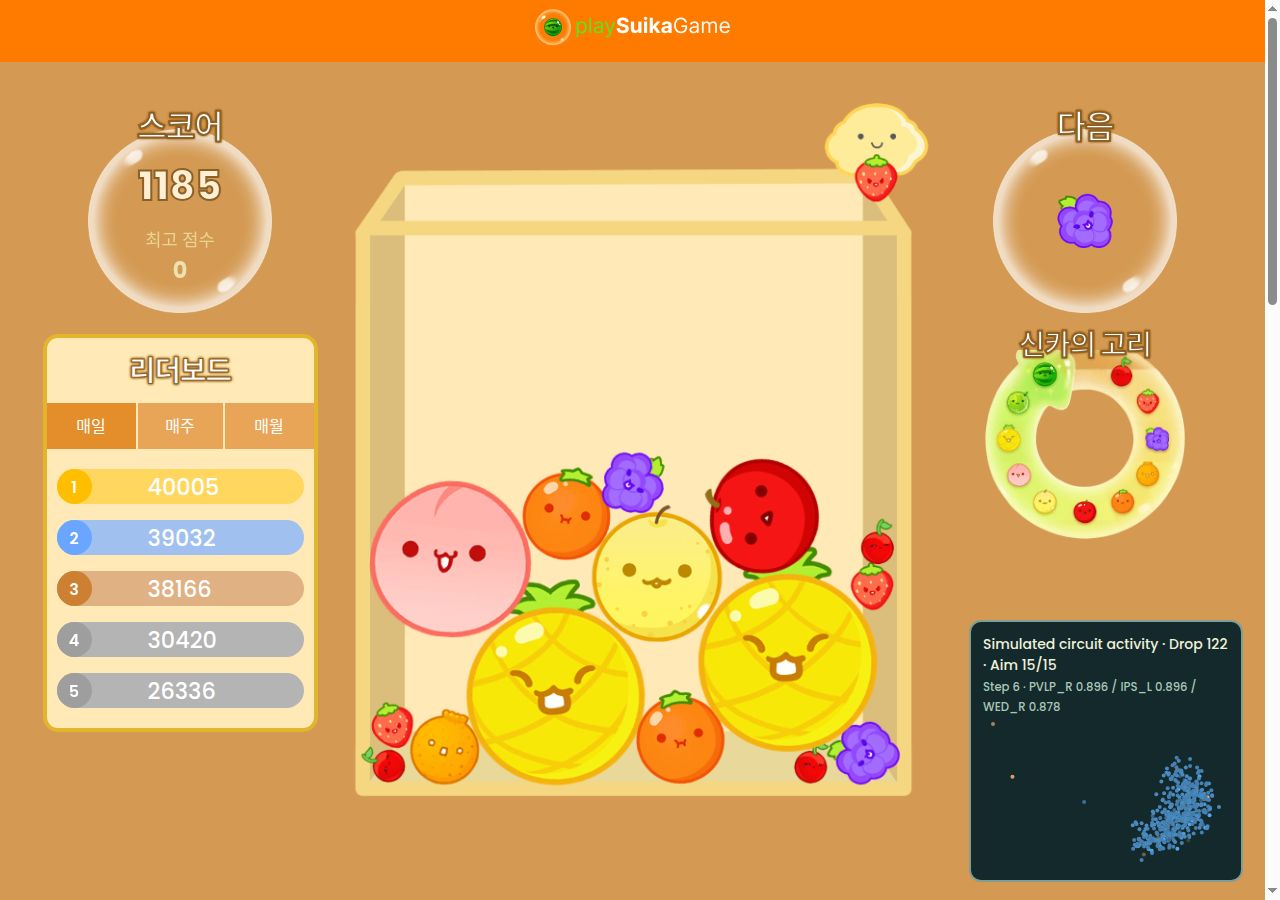 playSuikaGame
스코어
1185
최고 점수
0
리더보드
매일 매주 매월
1 40005
2 39032
3 38166
4 30420
5 26336
다음
신카의 고리
Simulated circuit activity · Drop 122
· Aim 15/15
Step 6 · PVLP_R 0.896 / IPS_L 0.896 /
WED_R 0.878